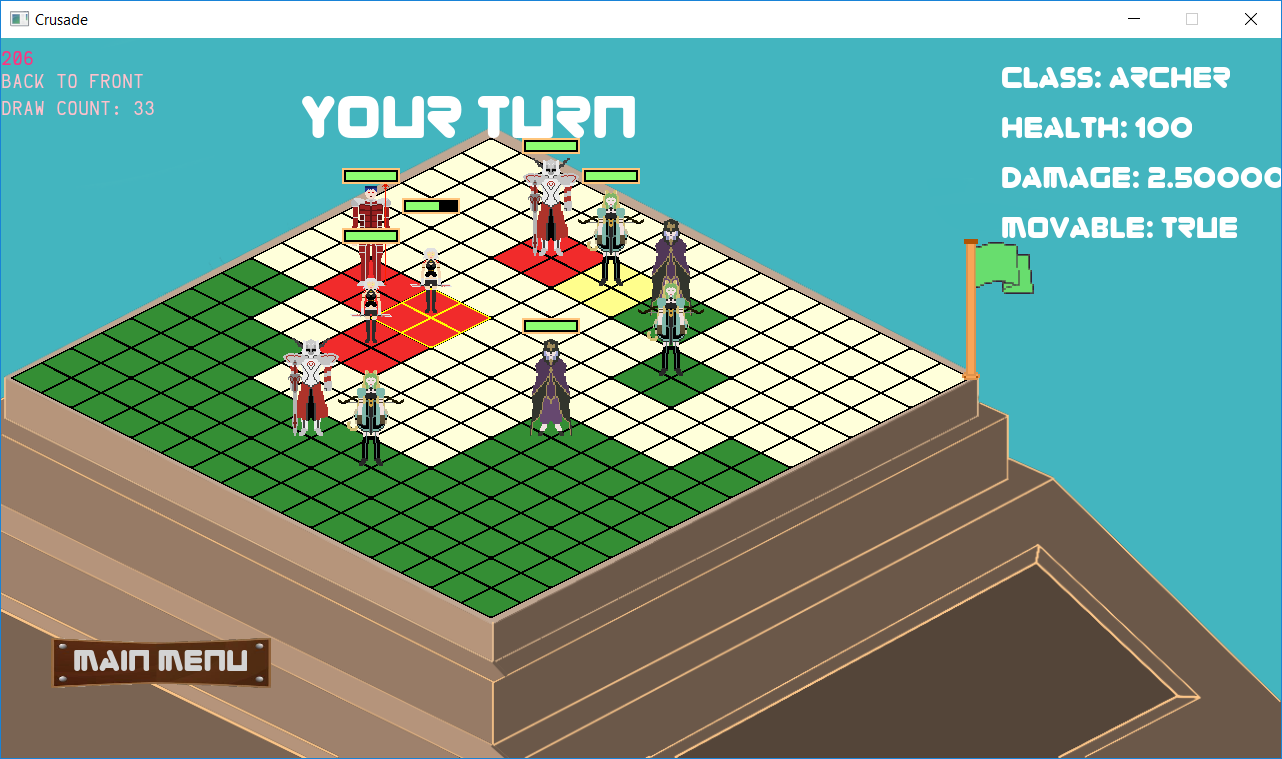 Crusade
206
BACK TO FRONT
DRAW COUNT: 33
YOUR TURN
CLASS: ARCHER
HEALTH: 100
DAMAGE: 2.50000
MOVABLE: TRUE
MAIN MENU